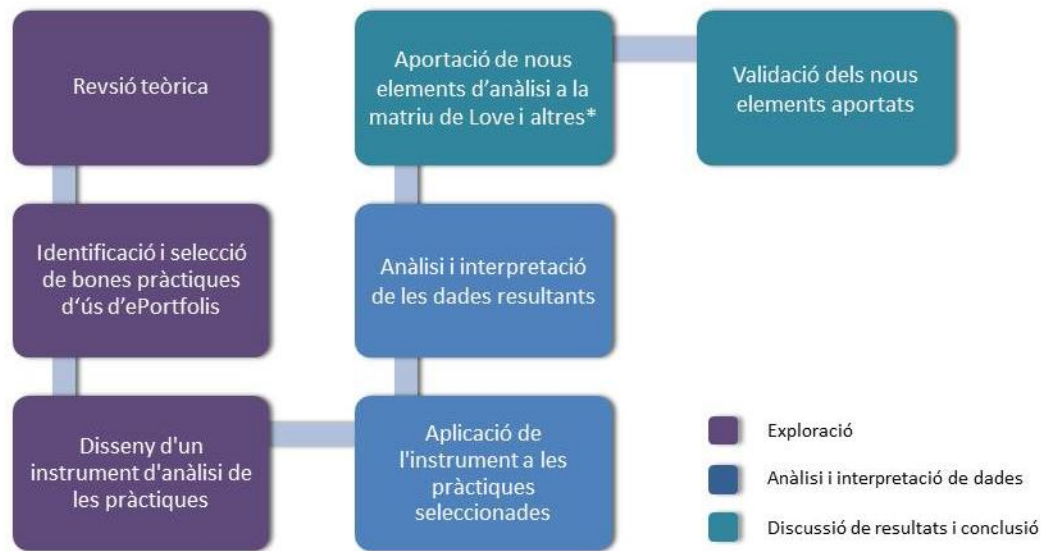 Revsió teòrica
Identificació i selecció
de bones pràctiques
d‘ús d’ePortfolis
Disseny d'un
instrument d'anàlisi de
les pràctiques
Aplicació de
l'instrument a les
pràctiques
seleccionades
Anàlisi i interpretació
de les dades resultants
Aportació de nous
elements d’anàlisi a la
matriu de Love i altres*
Validació dels nous
elements aportats
Exploració
Anàlisi i interpretació de dades
Discussió de resultats i conclusió